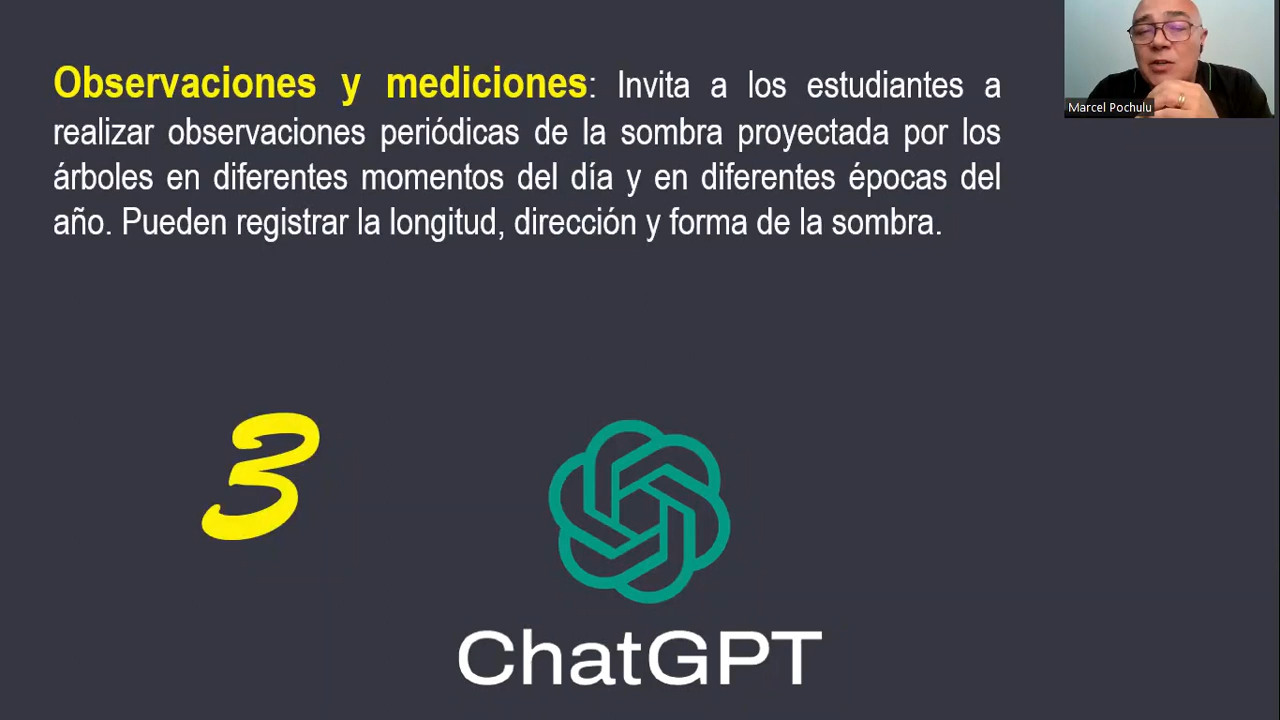 Observaciones y mediciones: Invita a los estudiantes a
realizar observaciones periódicas de la sombra proyectada por los
árboles en diferentes momentos del día y en diferentes épocas del
año. Pueden registrar la longitud, dirección y forma de la sombra.
Marcel Pochulu
3
ChatGPT